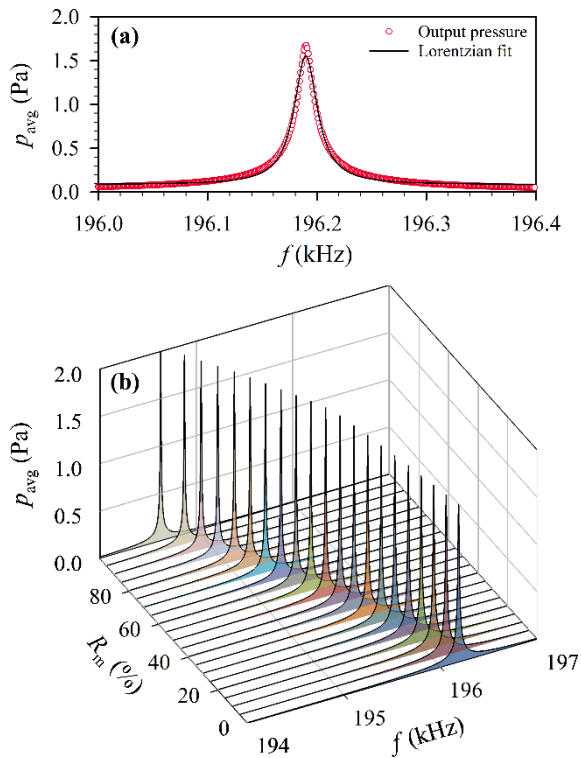 2.0
(a)
Output pressure
Lorentzian fit
1.5
1.0
0.5
0.0
p_avg (Pa)
196.0 196.1 196.2 196.3 196.4
f (kHz)
(b)
2.0
1.5
1.0
0.5
0.0
p_avg (Pa)
80
60
40
20
0
R_m (%)
194 195 196 197
f (kHz)